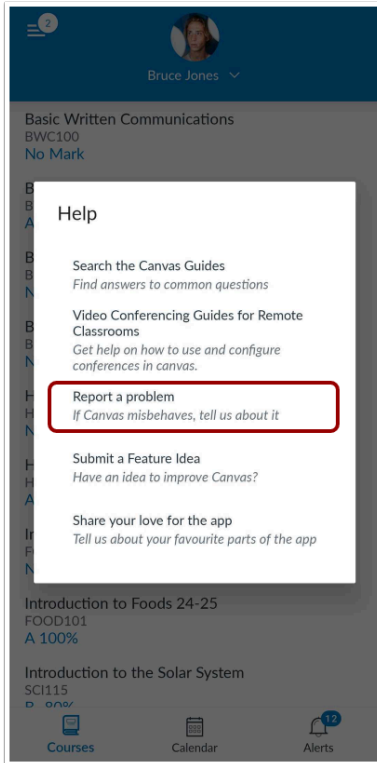 2
Bruce Jones
Basic Written Communications
BWC100
No Mark
B
B
A
Help
B
B
N
Search the Canvas Guides
Find answers to common questions
Video Conferencing Guides for Remote
Classrooms
B
B
N
Get help on how to use and configure
conferences in canvas.
H
H
N
Report a problem
If Canvas misbehaves, tell us about it
H
H
A
Submit a Feature Idea
Have an idea to improve Canvas?
Share your love for the app
Tell us about your favourite parts of the app
Introduction to Foods 24-25
FOOD101
A 100%
Introduction to the Solar System
SCI115
B 80%
Courses
Calendar
12
Alerts